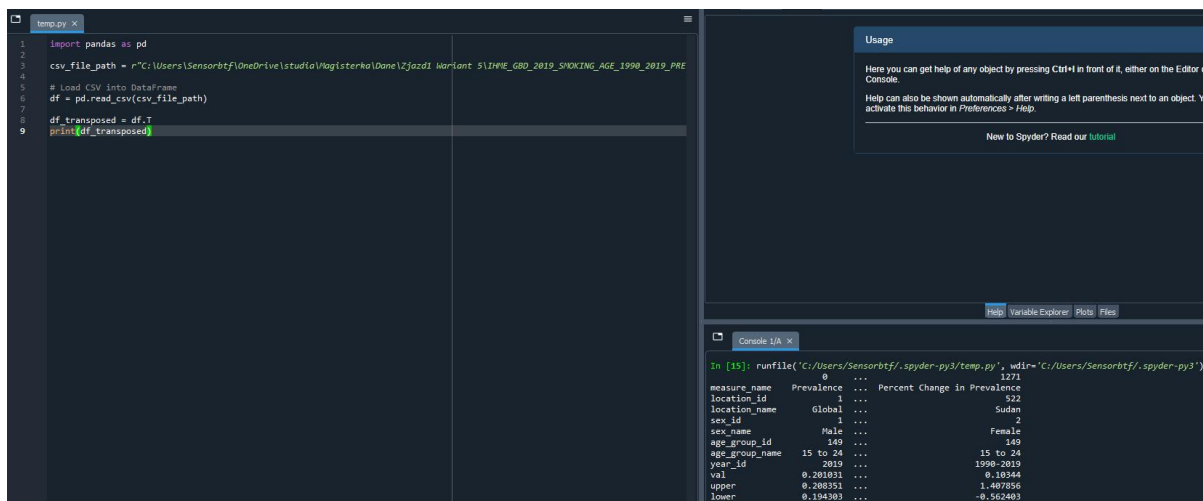 temp.py
1 import pandas as pd
2
3 csv_file_path = r"C:\Users\Sensorbtf\OneDrive\studia\Magisterka\Dane\Zjazd1 Wariant 5\IHME_GBD_2019_SMOKING_AGE_1990_2019_PRE
4
5 # Load CSV into DataFrame
6 df = pd.read_csv(csv_file_path)
7
8 df_transposed = df.T
9 print(df_transposed)
Usage
Here you can get help of any object by pressing Ctrl+I in front of it, either on the Editor
Console.
Help can also be shown automatically after writing a left parenthesis next to an object. Y
activate this behavior in Preferences > Help.
New to Spyder? Read our tutorial
Help Variable Explorer Plots Files
Console 1/A
In [15]: runfile('C:/Users/Sensorbtf/.spyder-py3/temp.py', wdir='C:/Users/Sensorbtf/.spyder-py3')
0 ... 1271
measure_name Prevalence ... Percent Change in Prevalence
location_id 1 ... 522
location_name Global ... Sudan
sex_id 1 ... 2
sex_name Male ... Female
age_group_id 149 ... 149
age_group_name 15 to 24 ... 15 to 24
year_id 2019 ... 1990-2019
val 0.201031 ... 0.10344
upper 0.208351 ... 1.407856
lower 0.194303 ... -0.562403